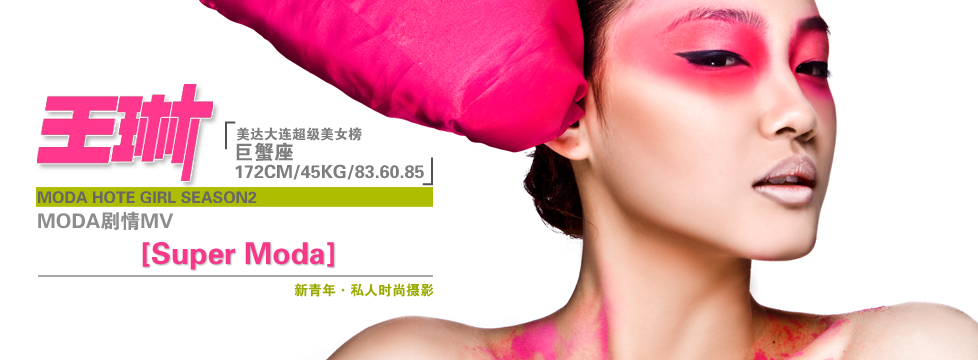 王琳
美达大连超级美女榜
巨蟹座
172CM/45KG/83.60.85
MODA HOTE GIRL SEASON2
MODA剧情MV
[Super Moda]
新青年·私人时尚摄影